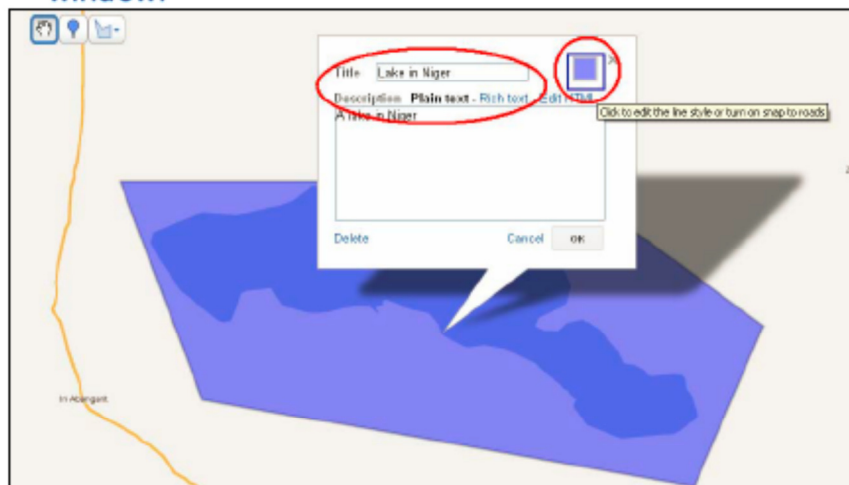 window.
Title Lake in Niger
Description Plain text - Rich text - Edit HTML
Click to edit the line style or turn on snap to roads
A lake in Niger
Delete Cancel OK
In Abangarit